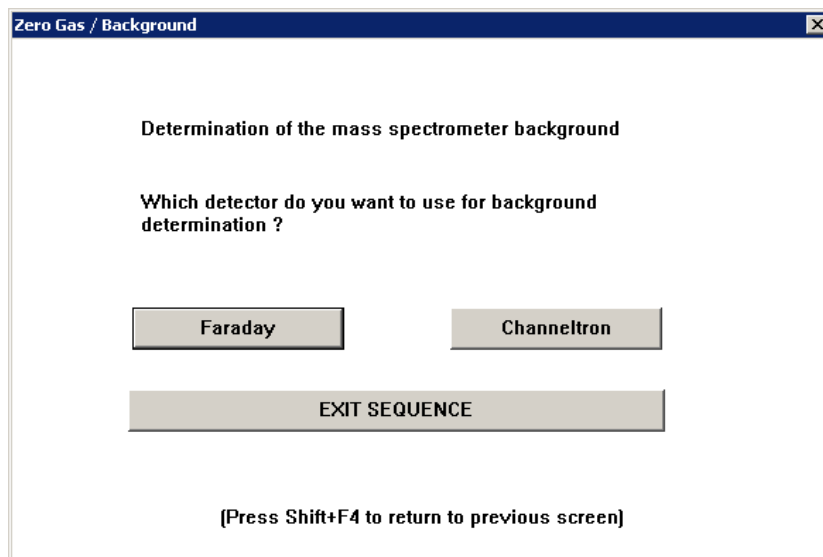 Zero Gas / Background
Determination of the mass spectrometer background
Which detector do you want to use for background
determination ?
Faraday
Channeltron
EXIT SEQUENCE
(Press Shift+F4 to return to previous screen)